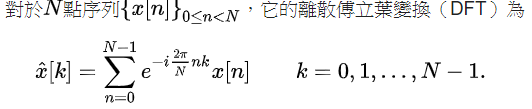 對於N點序列{x[n]}₀≤n<N，它的離散傅立葉變換（DFT）為
x̂[k] = ∑_{n=0}^{N−1} e^{−i\frac{2π}{N}nk} x[n]  k = 0, 1, …, N − 1.